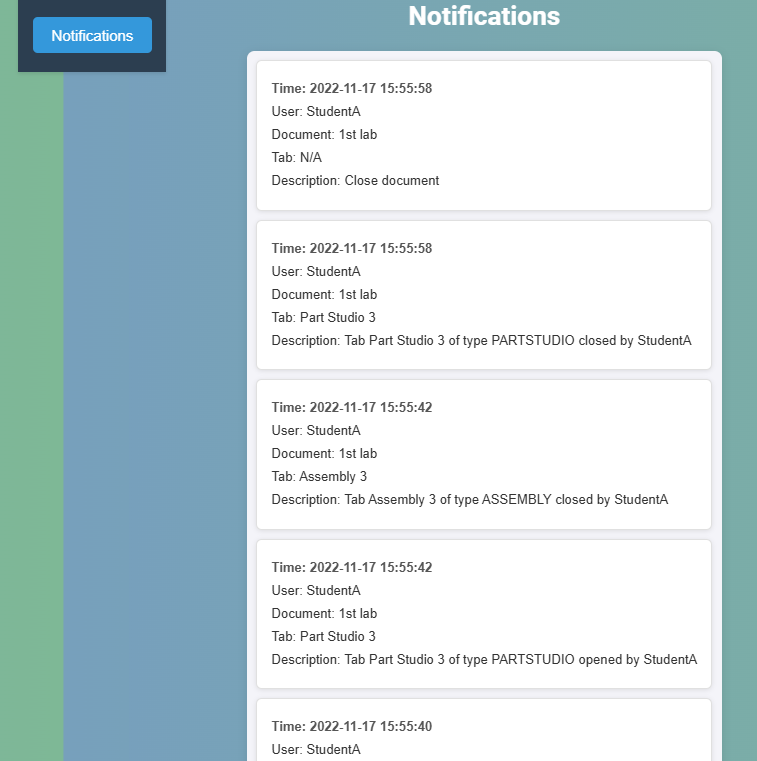 Notifications
Notifications
Time: 2022-11-17 15:55:58
User: StudentA
Document: 1st lab
Tab: N/A
Description: Close document
Time: 2022-11-17 15:55:58
User: StudentA
Document: 1st lab
Tab: Part Studio 3
Description: Tab Part Studio 3 of type PARTSTUDIO closed by StudentA
Time: 2022-11-17 15:55:42
User: StudentA
Document: 1st lab
Tab: Assembly 3
Description: Tab Assembly 3 of type ASSEMBLY closed by StudentA
Time: 2022-11-17 15:55:42
User: StudentA
Document: 1st lab
Tab: Part Studio 3
Description: Tab Part Studio 3 of type PARTSTUDIO opened by StudentA
Time: 2022-11-17 15:55:40
User: StudentA